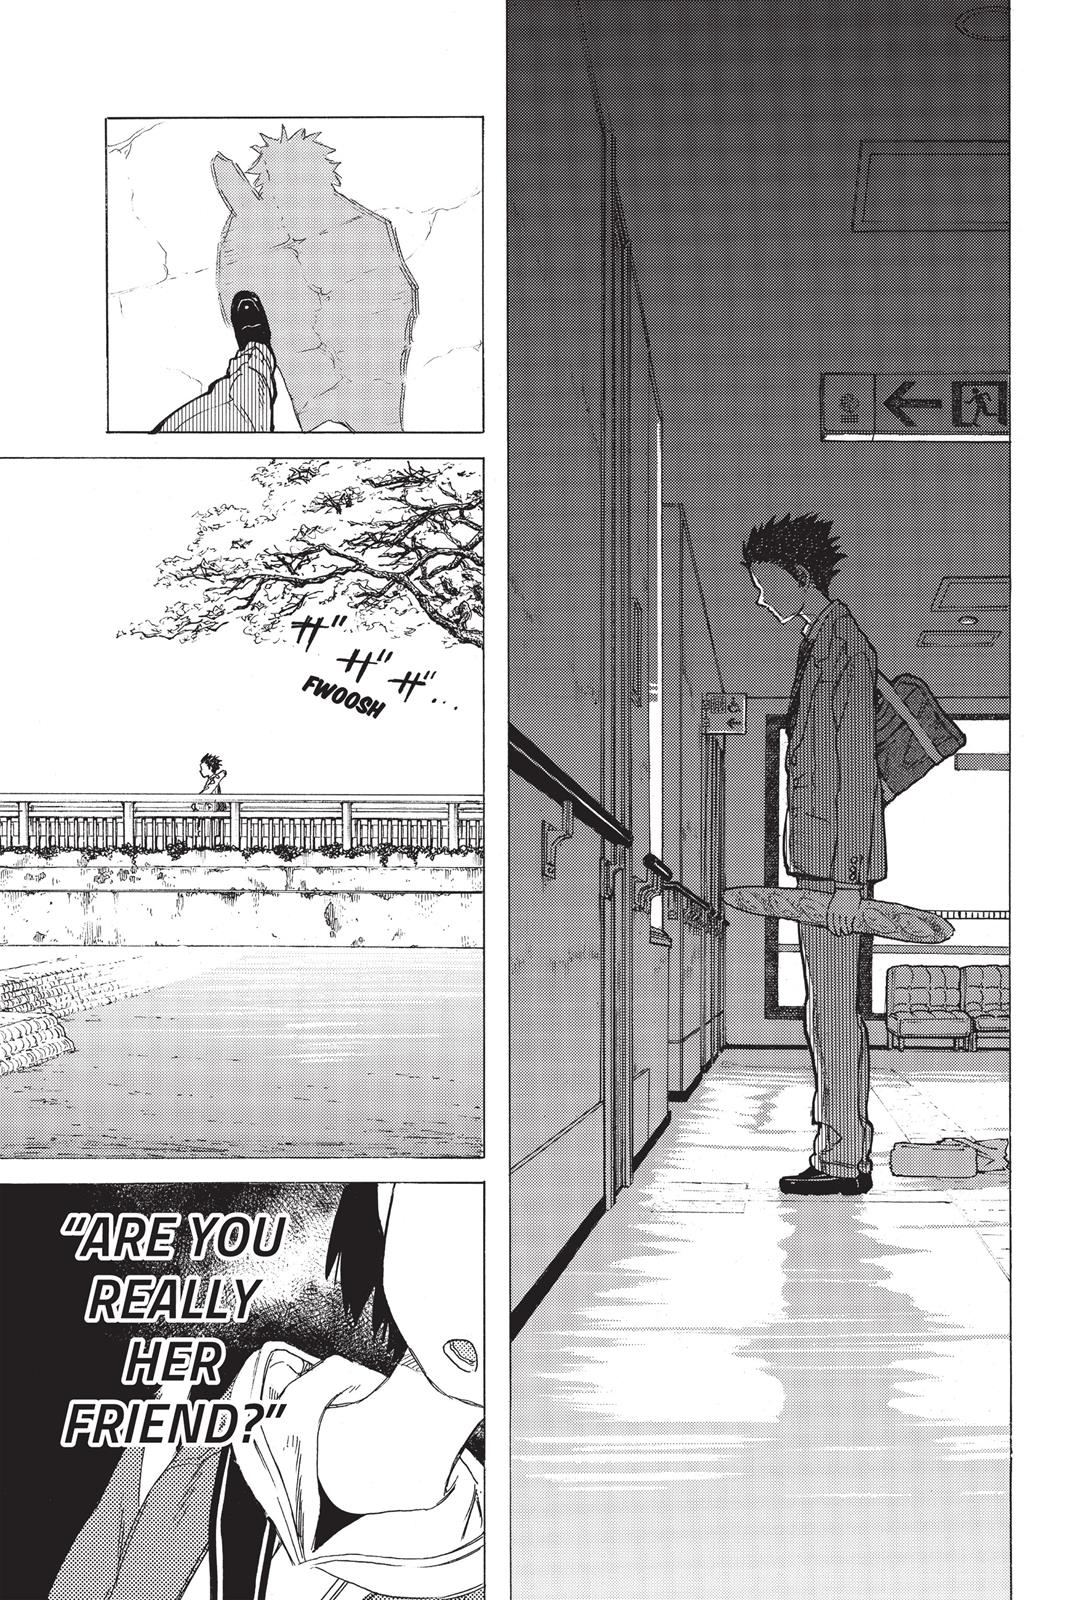 ザ"
ザ"ザ"...
FWOOSH
"ARE YOU
REALLY
HER
FRIEND?"